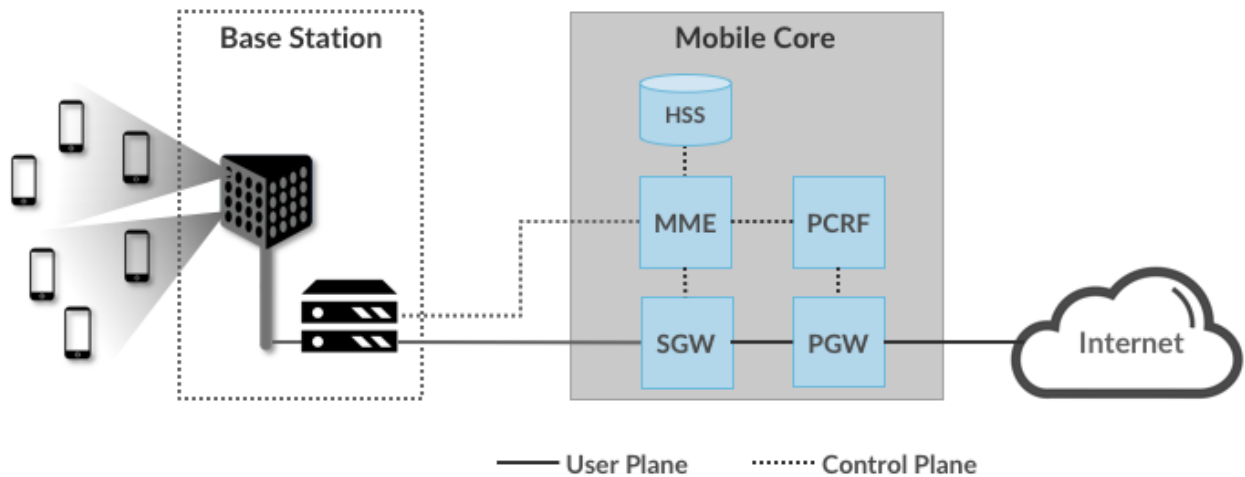 Base Station
Mobile Core
HSS
MME
PCRF
SGW
PGW
Internet
User Plane
Control Plane